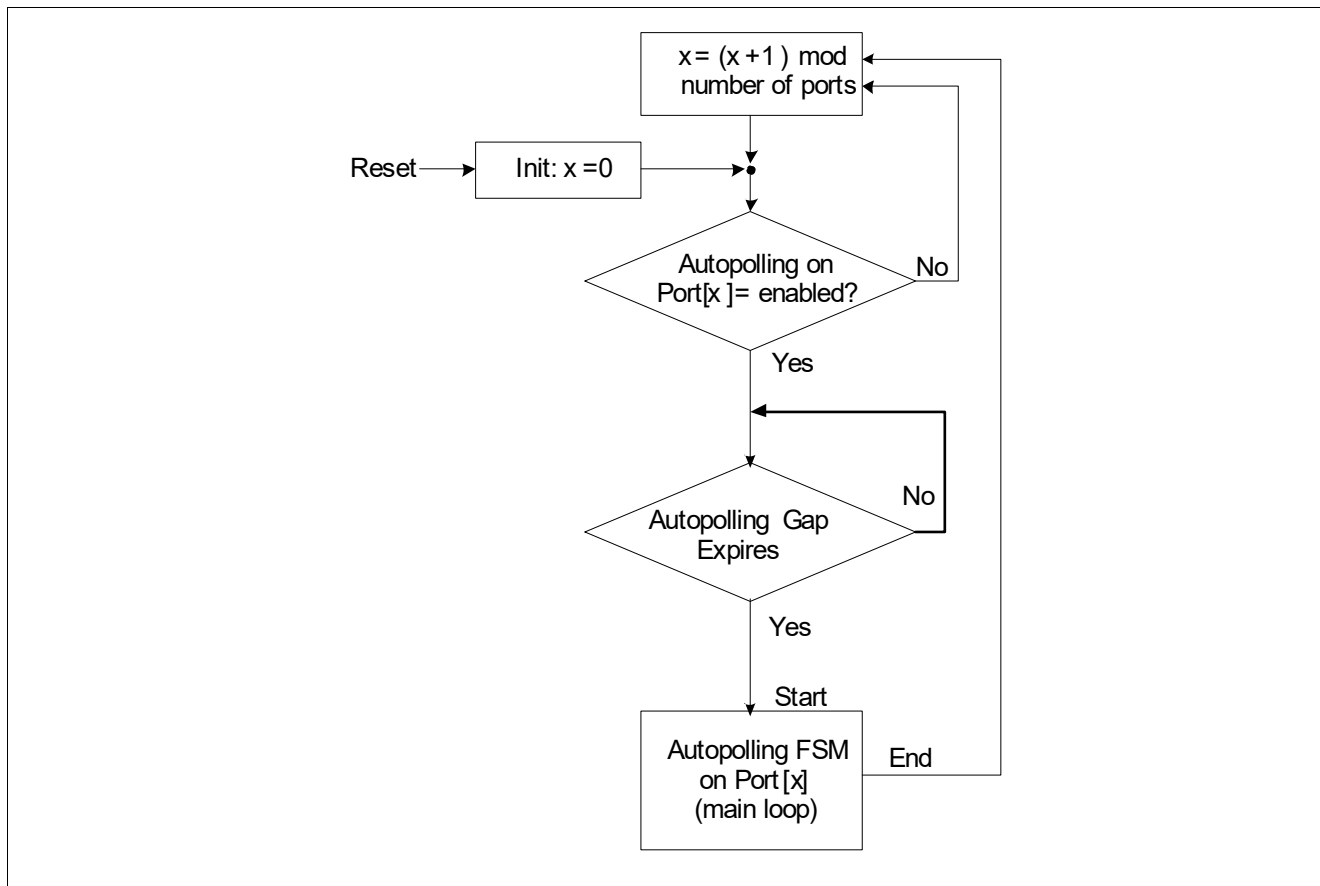 x = (x +1 ) mod
number of ports
Reset
Init: x =0
Autopolling on
Port[x ]= enabled?
No
Yes
No
Autopolling Gap
Expires
Yes
Start
Autopolling FSM
on Port[x]
(main loop)
End